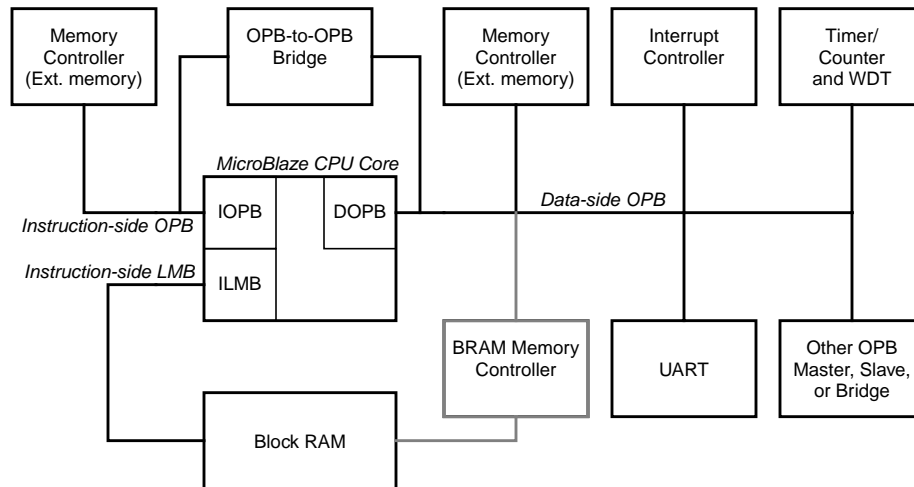 Memory
Controller
(Ext. memory)
OPB-to-OPB
Bridge
Memory
Controller
(Ext. memory)
Interrupt
Controller
Timer/
Counter
and WDT
MicroBlaze CPU Core
IOPB
DOPB
Data-side OPB
Instruction-side OPB
Instruction-side LMB
ILMB
BRAM Memory
Controller
UART
Other OPB
Master, Slave,
or Bridge
Block RAM